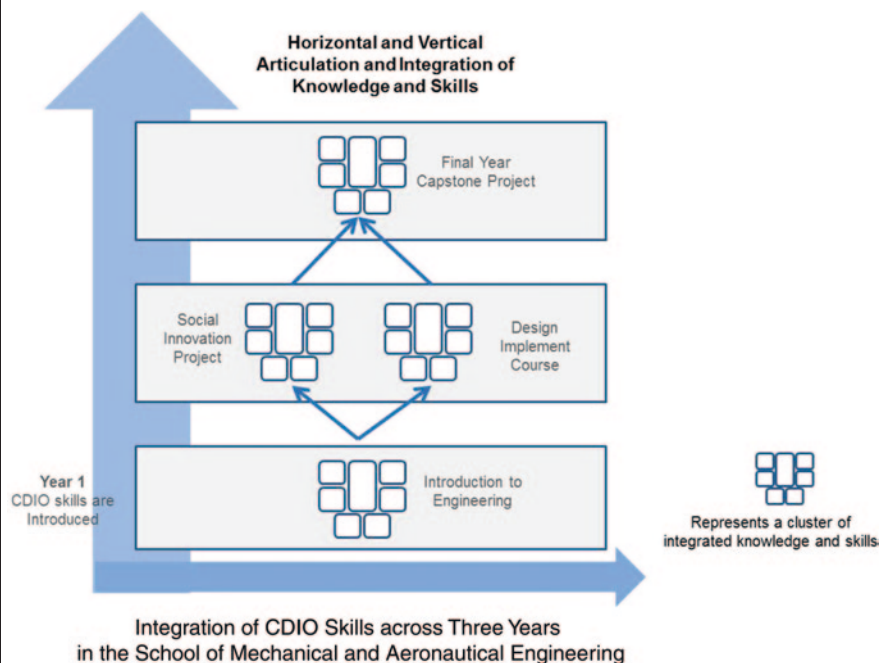 Horizontal and Vertical
Articulation and Integration of
Knowledge and Skills
Final Year
Capstone Project
Social
Innovation
Project
Design
Implement
Course
Year 1
CDIO skills are
Introduced
Introduction to
Engineering
Represents a cluster of
integrated knowledge and skills
Integration of CDIO Skills across Three Years
in the School of Mechanical and Aeronautical Engineering